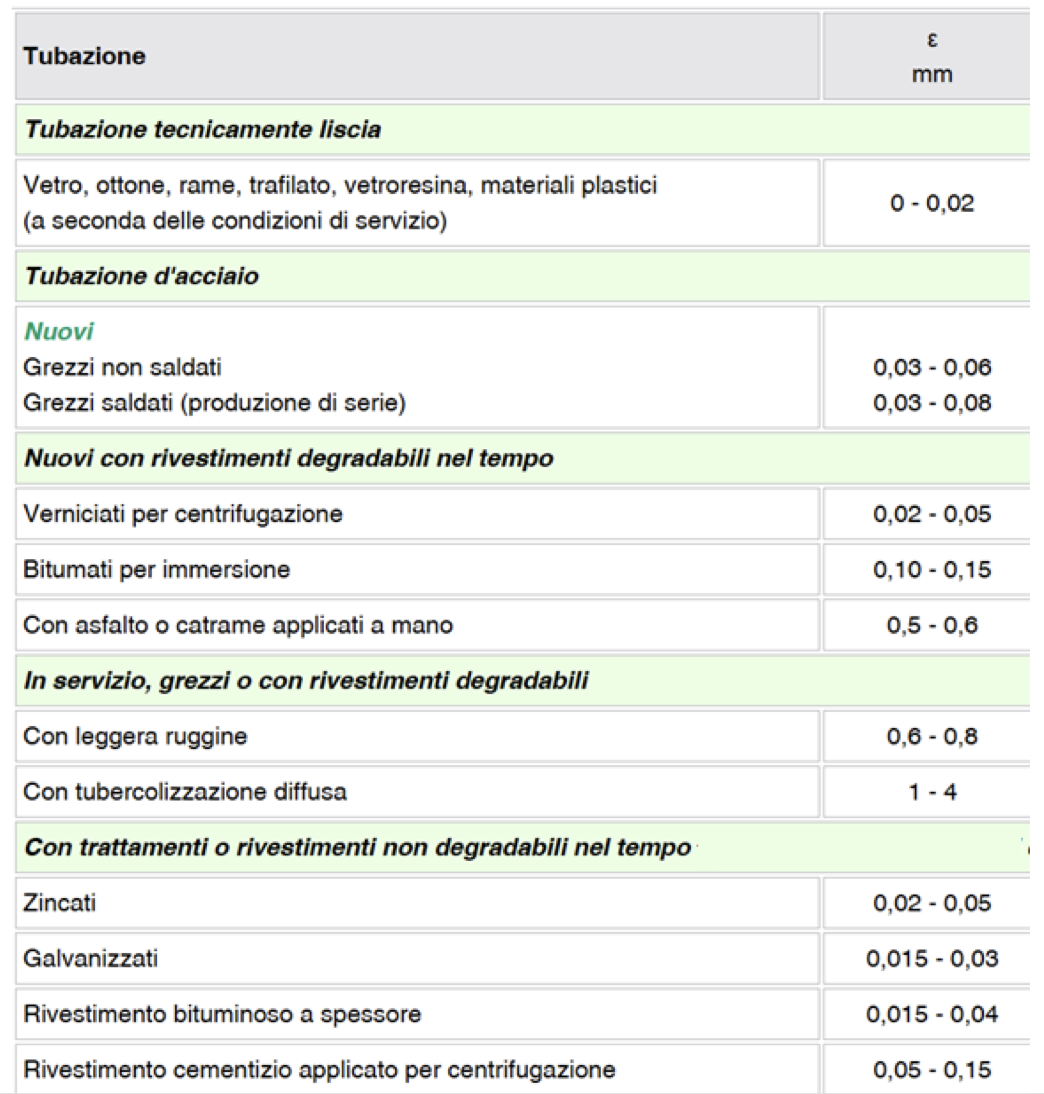 Tubazione
ε
mm
Tubazione tecnicamente liscia
Vetro, ottone, rame, trafilato, vetroresina, materiali plastici
(a seconda delle condizioni di servizio)
0 - 0,02
Tubazione d'acciaio
Nuovi
Grezzi non saldati 0,03 - 0,06
Grezzi saldati (produzione di serie) 0,03 - 0,08
Nuovi con rivestimenti degradabili nel tempo
Verniciati per centrifugazione 0,02 - 0,05
Bitumati per immersione 0,10 - 0,15
Con asfalto o catrame applicati a mano 0,5 - 0,6
In servizio, grezzi o con rivestimenti degradabili
Con leggera ruggine 0,6 - 0,8
Con tubercolizzazione diffusa 1 - 4
Con trattamenti o rivestimenti non degradabili nel tempo
Zincati 0,02 - 0,05
Galvanizzati 0,015 - 0,03
Rivestimento bituminoso a spessore 0,015 - 0,04
Rivestimento cementizio applicato per centrifugazione 0,05 - 0,15